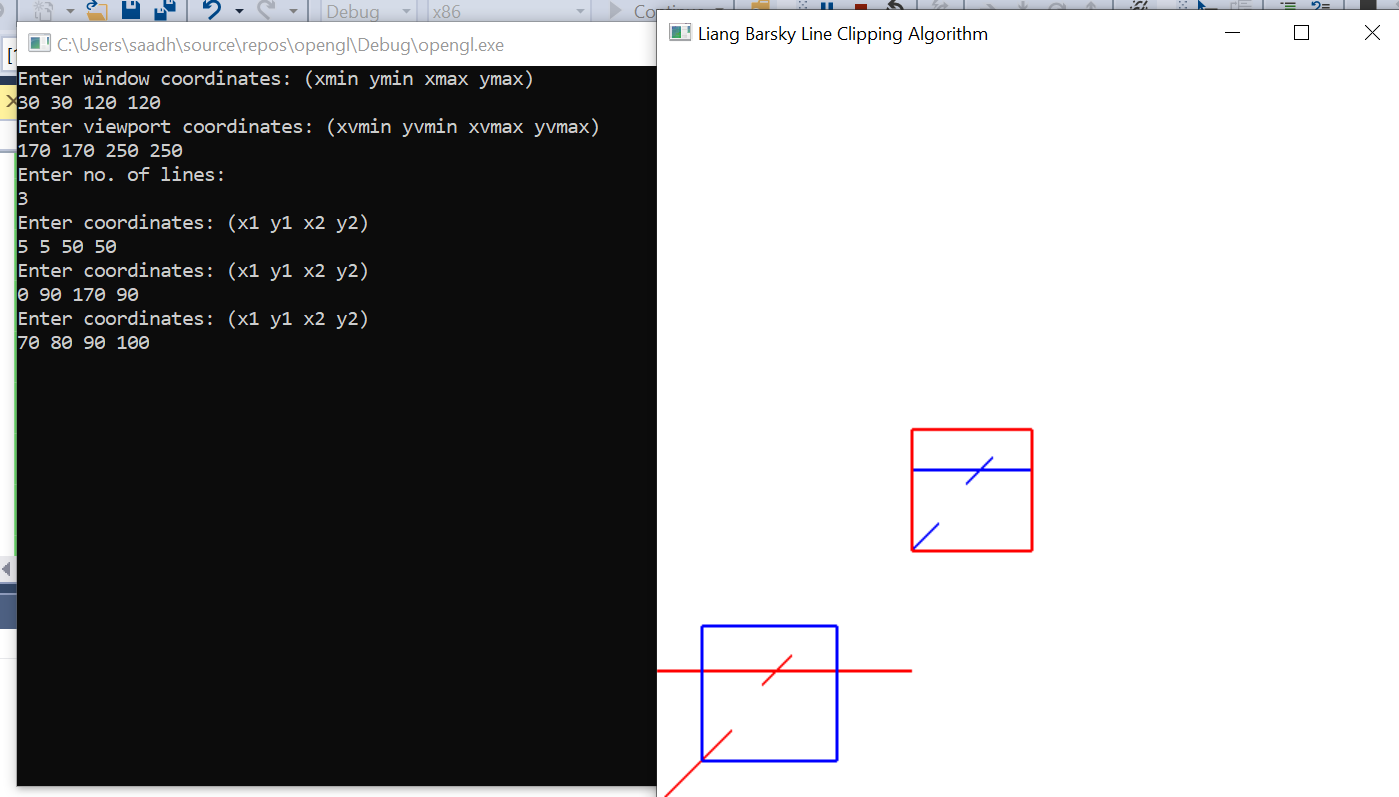 Debug x86
C:\Users\saadh\source\repos\opengl\Debug\opengl.exe
Enter window coordinates: (xmin ymin xmax ymax)
30 30 120 120
Enter viewport coordinates: (xvmin yvmin xvmax yvmax)
170 170 250 250
Enter no. of lines:
3
Enter coordinates: (x1 y1 x2 y2)
5 5 50 50
Enter coordinates: (x1 y1 x2 y2)
0 90 170 90
Enter coordinates: (x1 y1 x2 y2)
70 80 90 100
Liang Barsky Line Clipping Algorithm